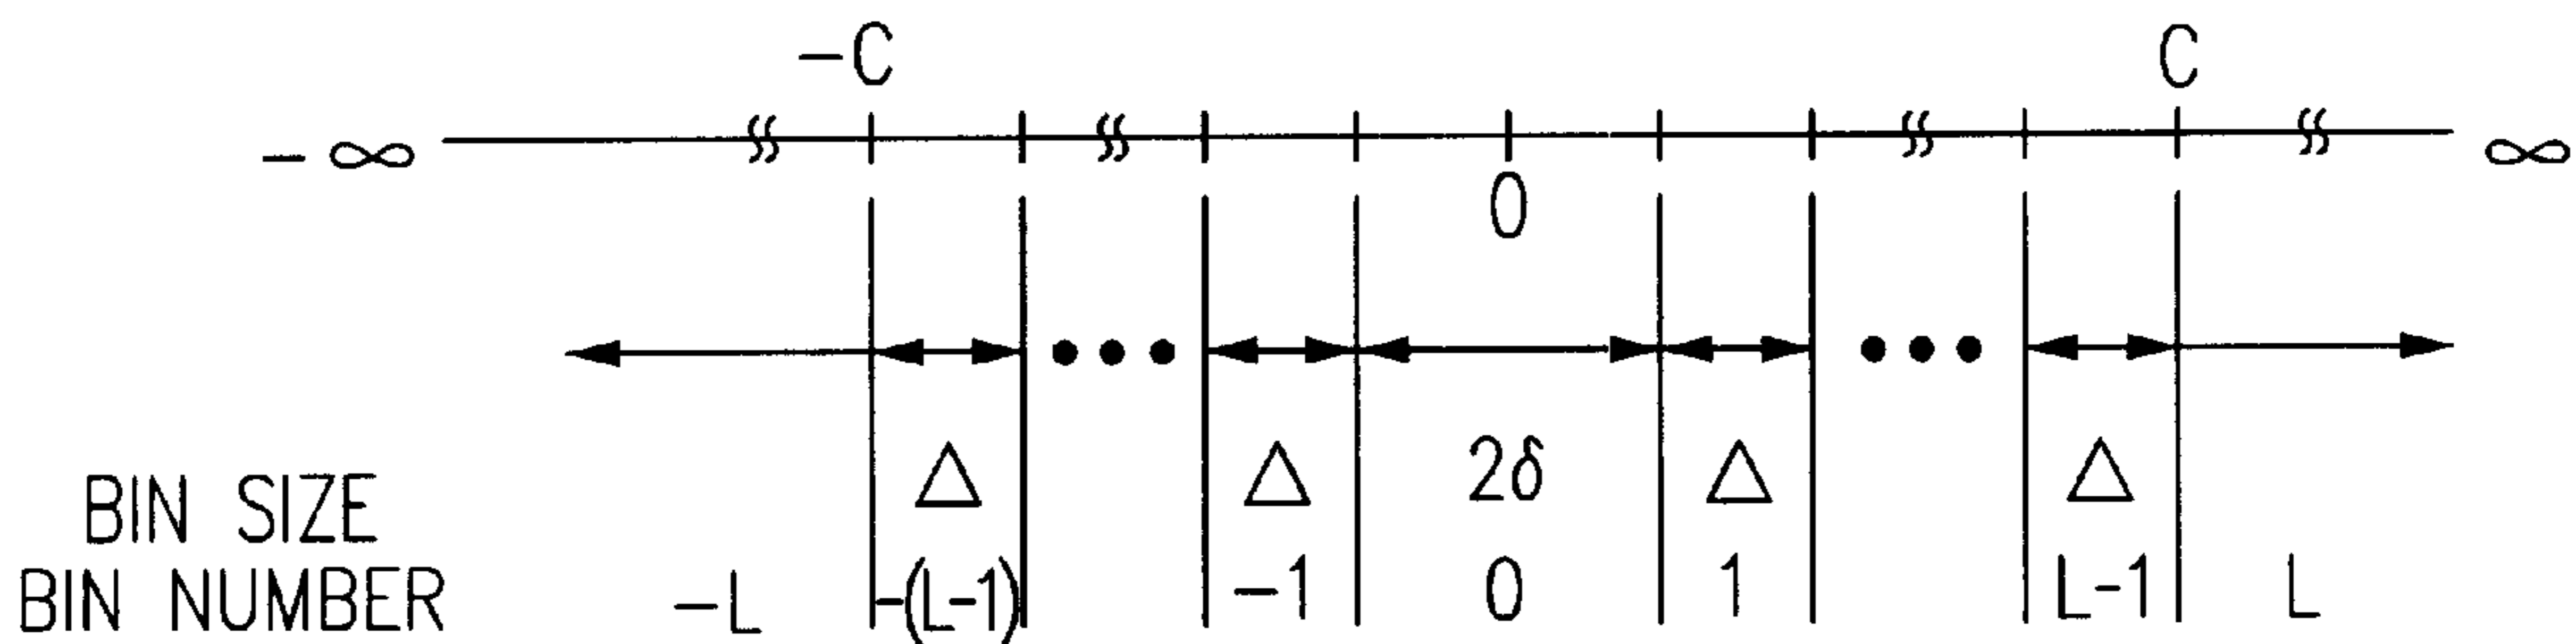 -C C
- ∞ 0 ∞
BIN SIZE △ △ 2δ △ △
BIN NUMBER -L -(L-1) -1 0 1 L-1 L